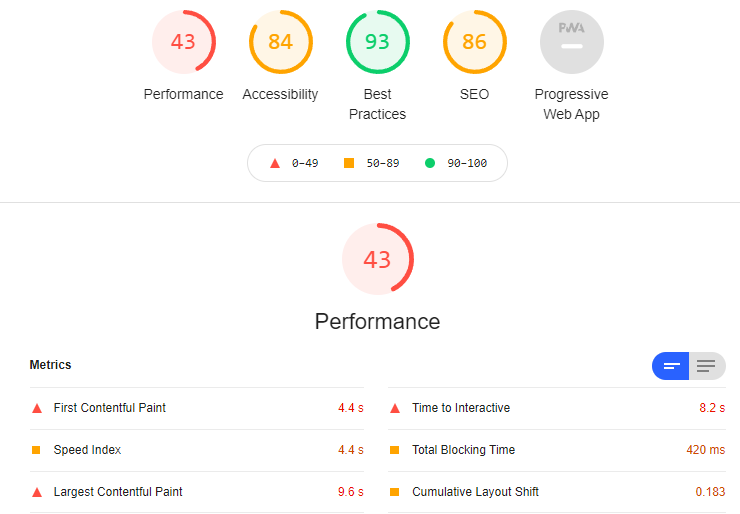 43 84 93 86 PWA
Performance Accessibility Best Practices SEO Progressive Web App
0–49 50–89 90–100
43
Performance
Metrics
First Contentful Paint 4.4 s
Time to Interactive 8.2 s
Speed Index 4.4 s
Total Blocking Time 420 ms
Largest Contentful Paint 9.6 s
Cumulative Layout Shift 0.183